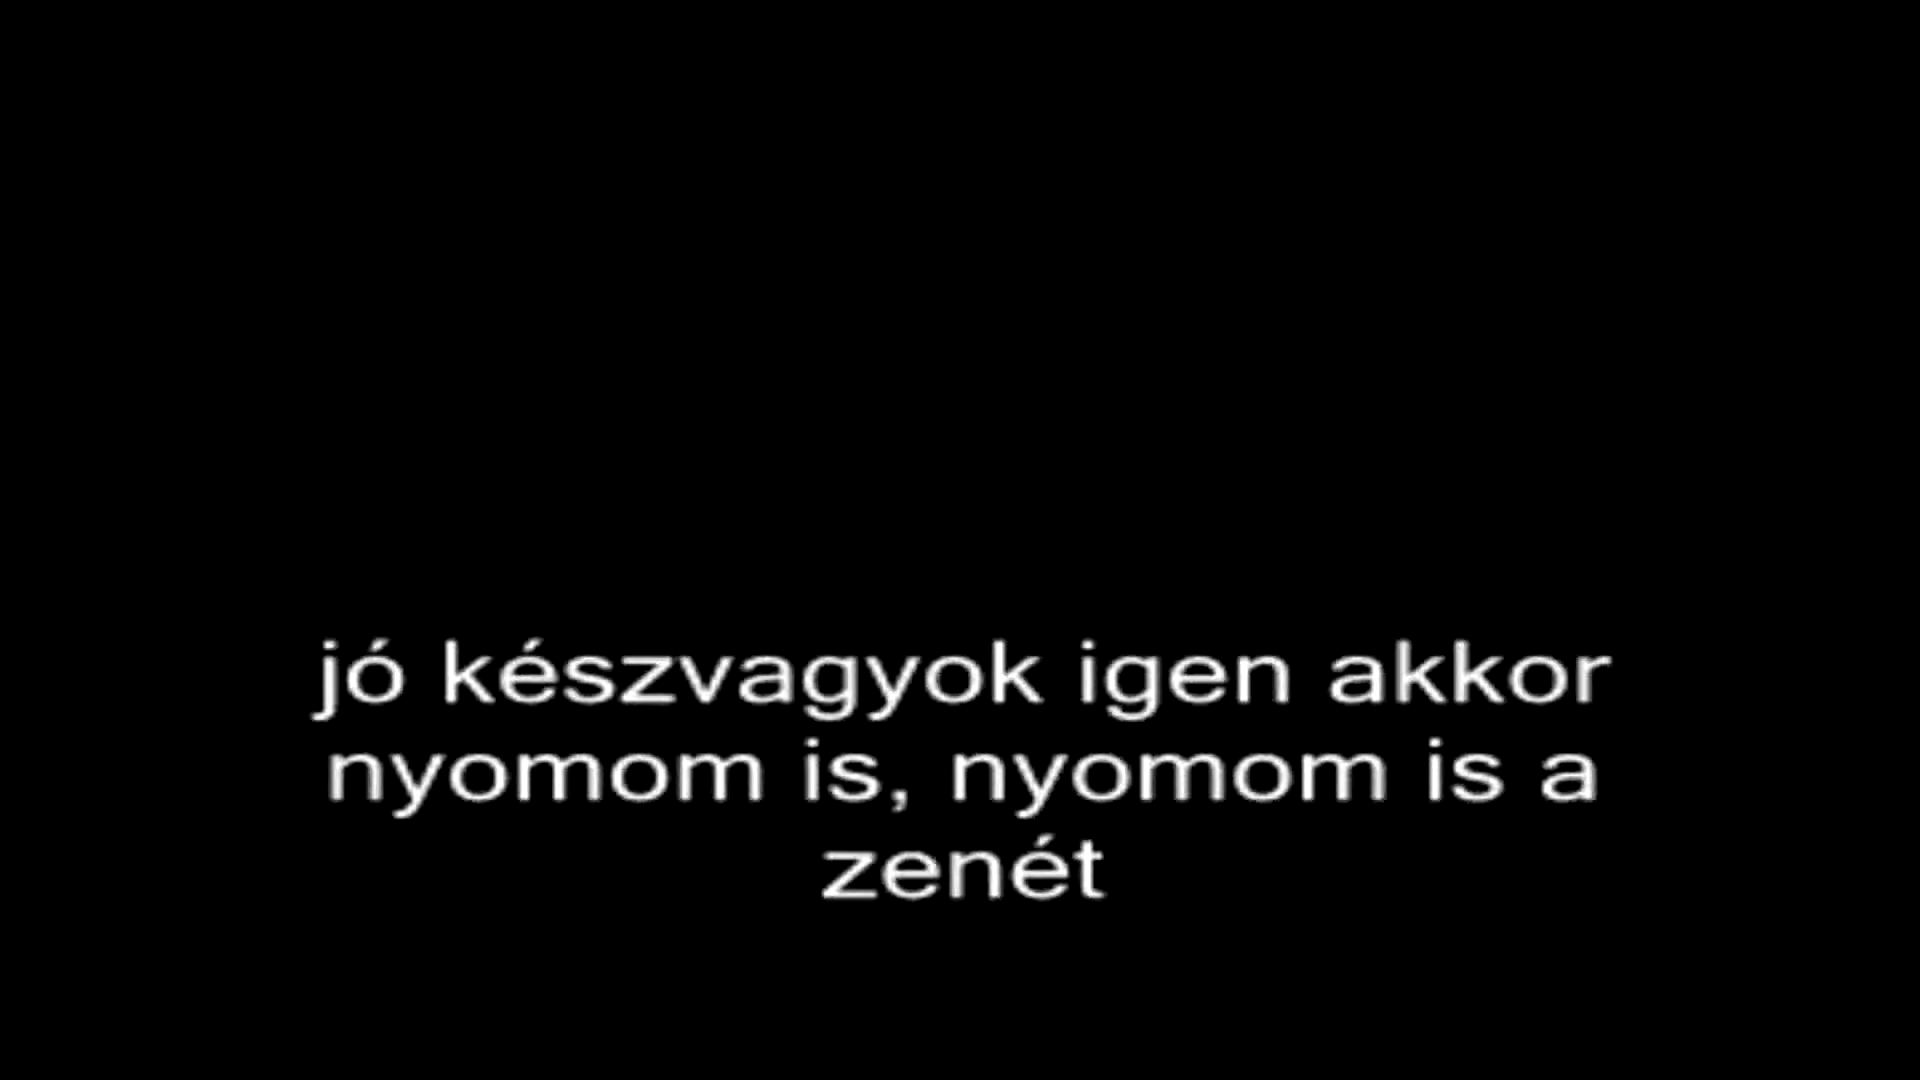 jó készvagyok igen akkor
nyomom is, nyomom is a
zenét